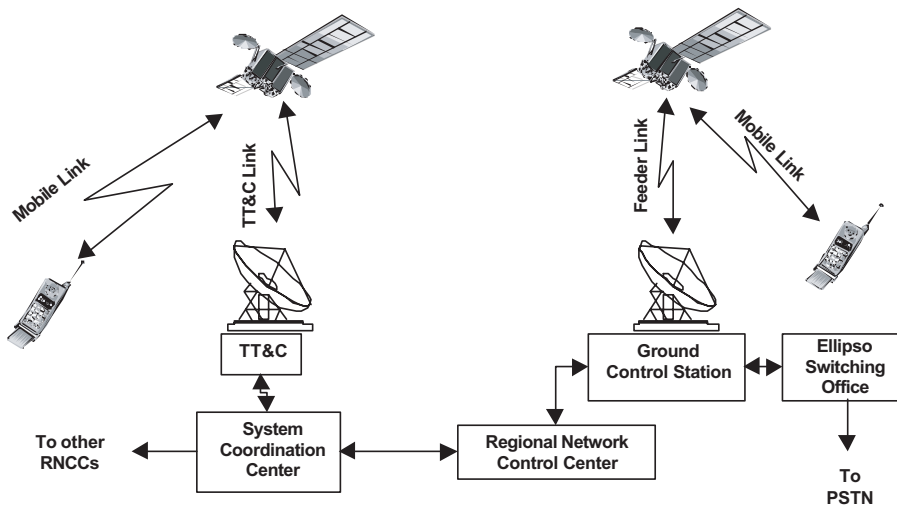 Mobile Link
TT&C Link
Feeder Link
Mobile Link
TT&C
Ground
Control Station
Ellipso
Switching
Office
To other
RNCCs
System
Coordination
Center
Regional Network
Control Center
To
PSTN